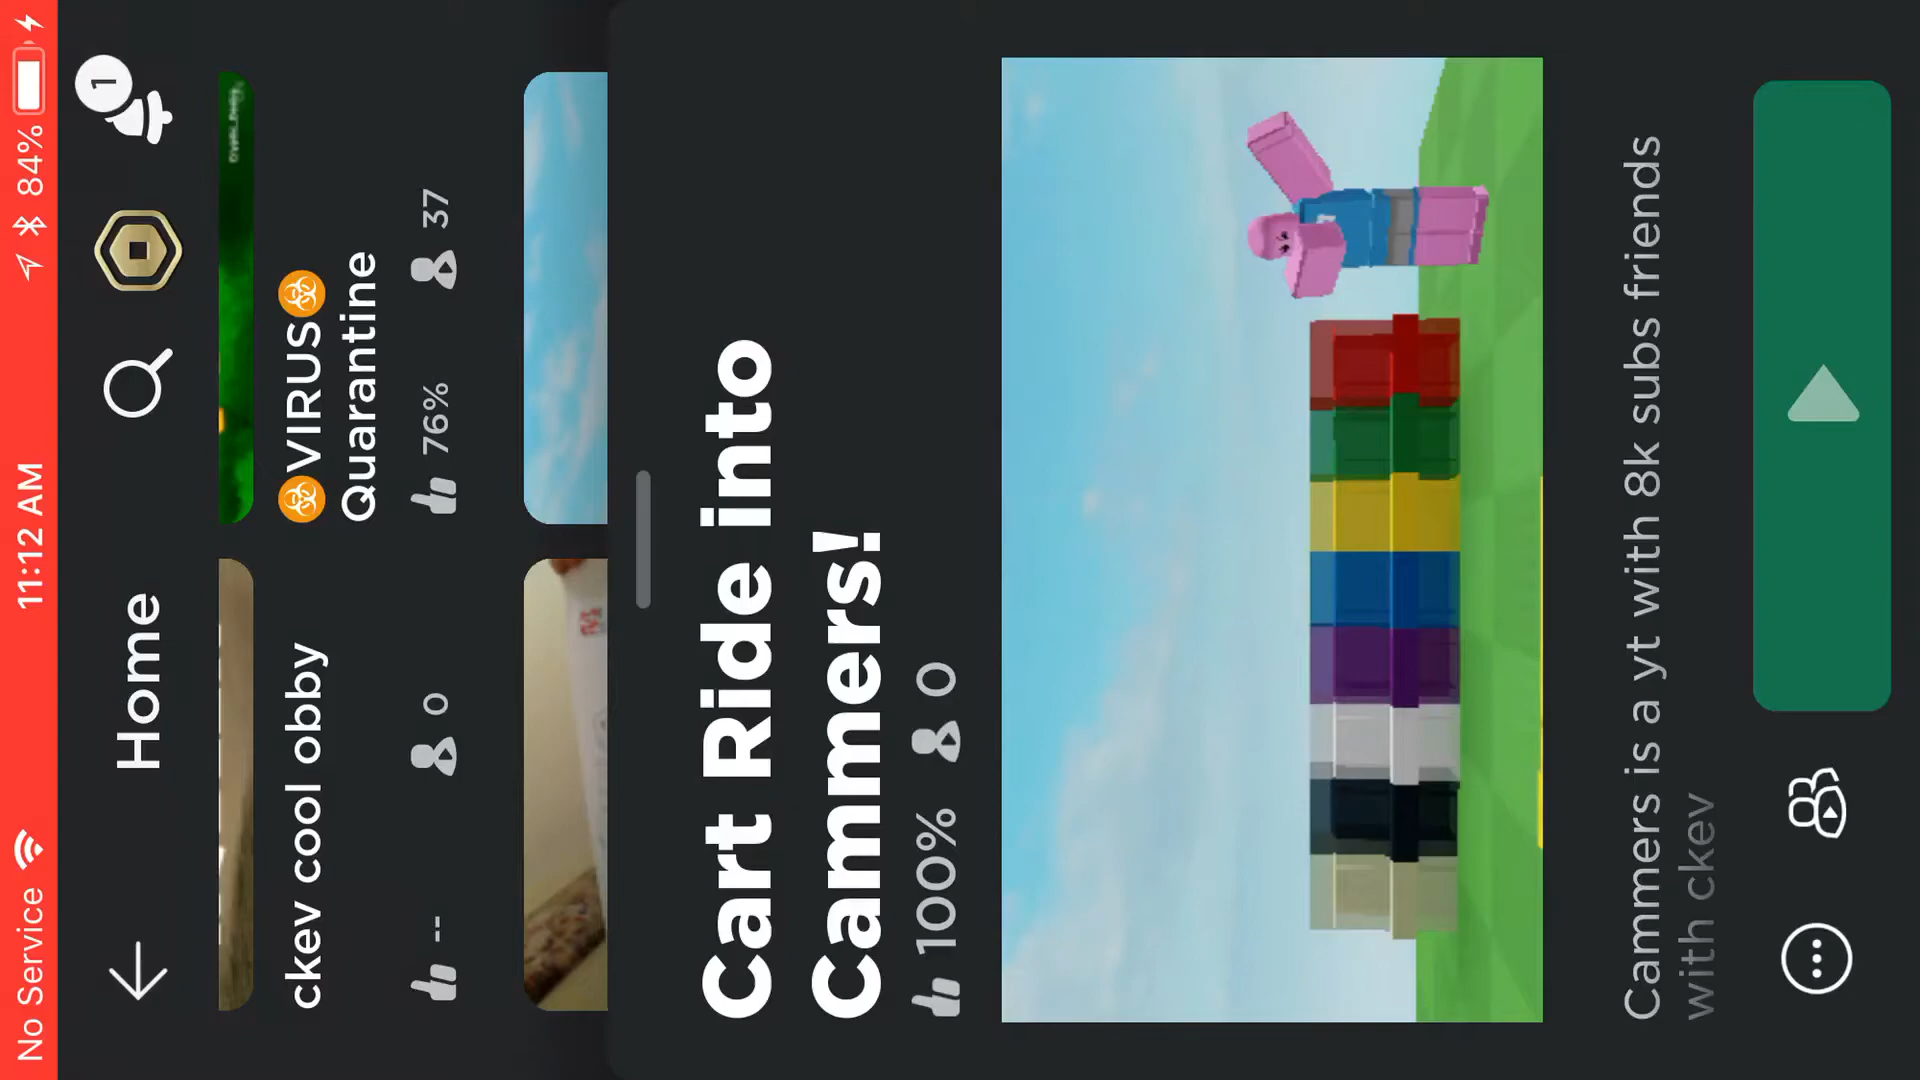 No Service
11:12 AM
84%
Home
1
ckev cool obby
--
0
☣VIRUS☣
Quarantine
76%
37
Cart Ride into
Cammers!
100%
0
Cammers is a yt with 8k subs friends
with ckev